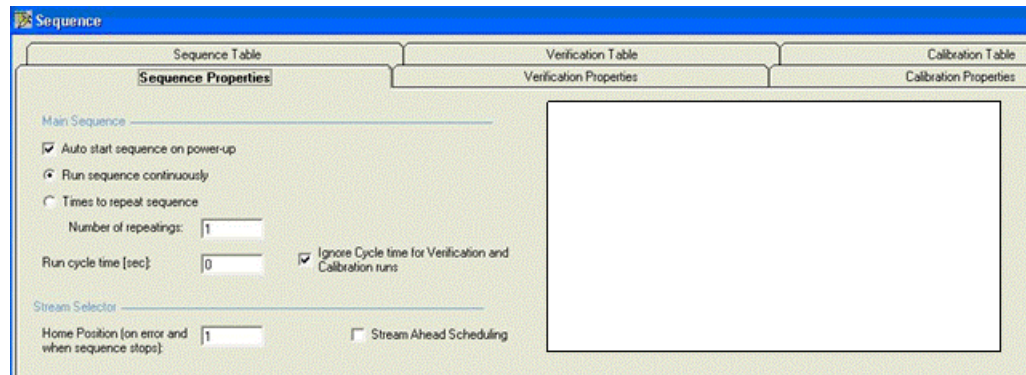 Sequence
Sequence Table
Verification Table
Calibration Table
Sequence Properties
Verification Properties
Calibration Properties
Main Sequence
Auto start sequence on power-up
Run sequence continuously
Times to repeat sequence
Number of repeatings: 1
Run cycle time [sec]: 0
Ignore Cycle time for Verification and
Calibration runs
Stream Selector
Home Position (on error and
when sequence stops): 1
Stream Ahead Scheduling